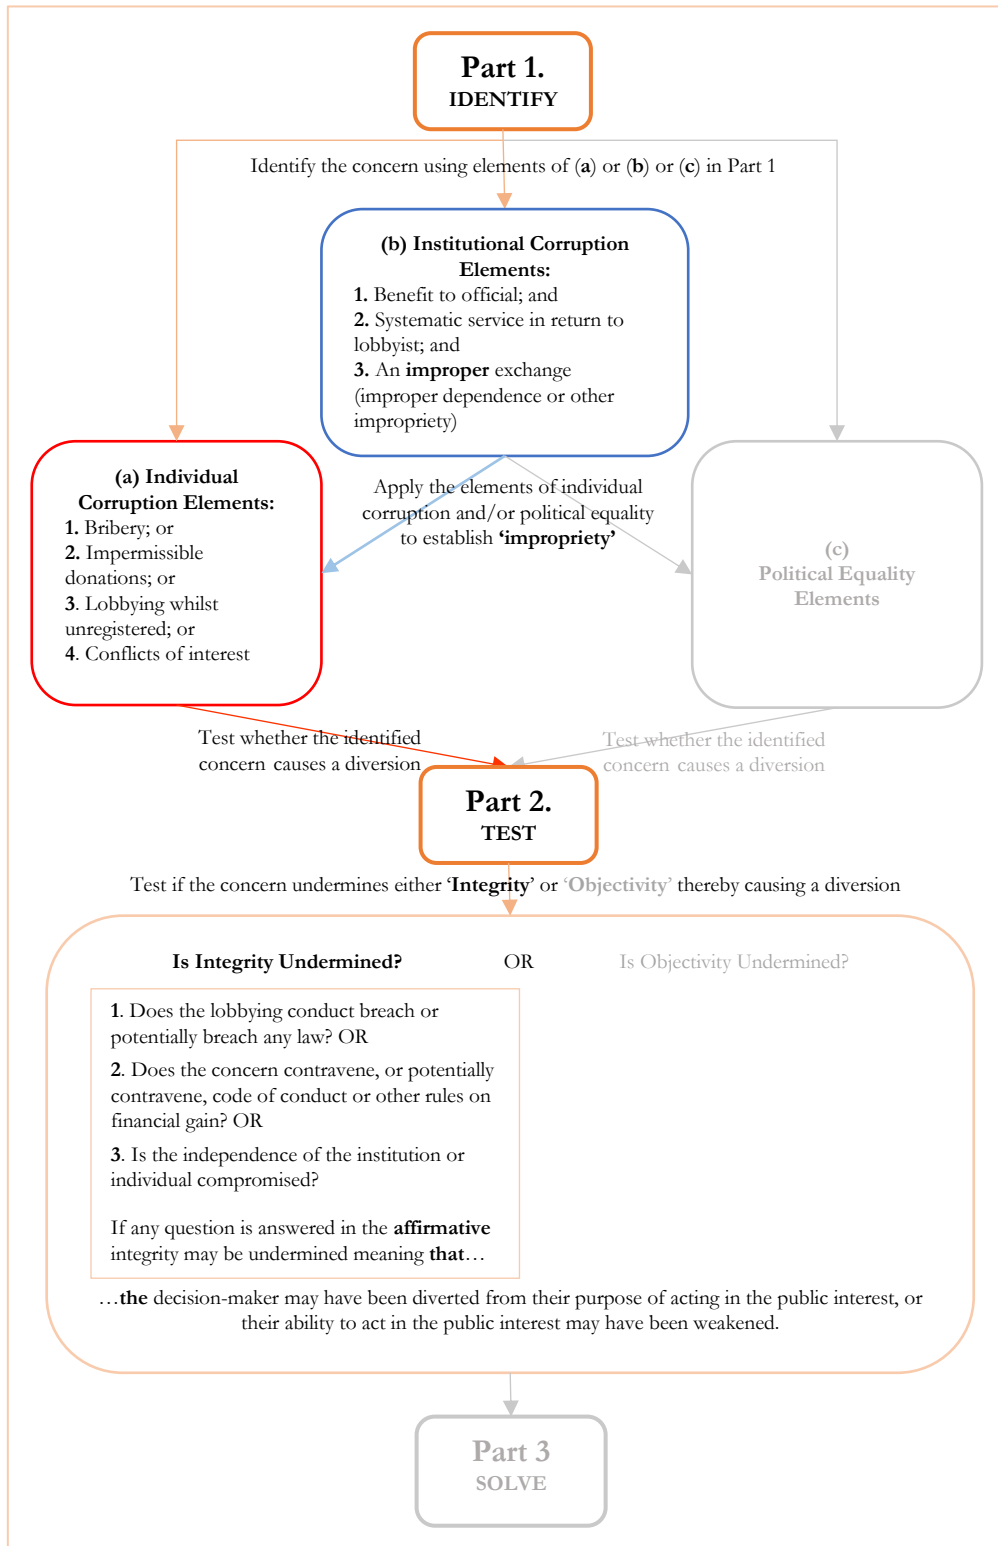 Part 1.
IDENTIFY
Identify the concern using elements of (a) or (b) or (c) in Part 1
(b) Institutional Corruption
Elements:
1. Benefit to official; and
2. Systematic service in return to
lobbyist; and
3. An improper exchange
(improper dependence or other
impropriety)
(a) Individual
Corruption Elements:
1. Bribery; or
2. Impermissible
donations; or
3. Lobbying whilst
unregistered; or
4. Conflicts of interest
Apply the elements of individual
corruption and/or political equality
to establish ‘impropriety’
(c)
Political Equality
Elements
Test whether the identified
concern causes a diversion
Test whether the identified
concern causes a diversion
Part 2.
TEST
Test if the concern undermines either ‘Integrity’ or ‘Objectivity’ thereby causing a diversion
Is Integrity Undermined? OR Is Objectivity Undermined?
1. Does the lobbying conduct breach or
potentially breach any law? OR
2. Does the concern contravene, or potentially
contravene, code of conduct or other rules on
financial gain? OR
3. Is the independence of the institution or
individual compromised?
If any question is answered in the affirmative
integrity may be undermined meaning that…
…the decision-maker may have been diverted from their purpose of acting in the public interest, or
their ability to act in the public interest may have been weakened.
Part 3
SOLVE